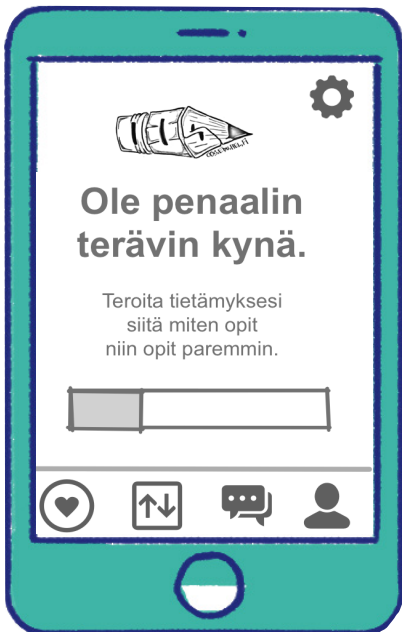 Ole penaalin
terävin kynä.
Teroita tietämyksesi
siitä miten opit
niin opit paremmin.